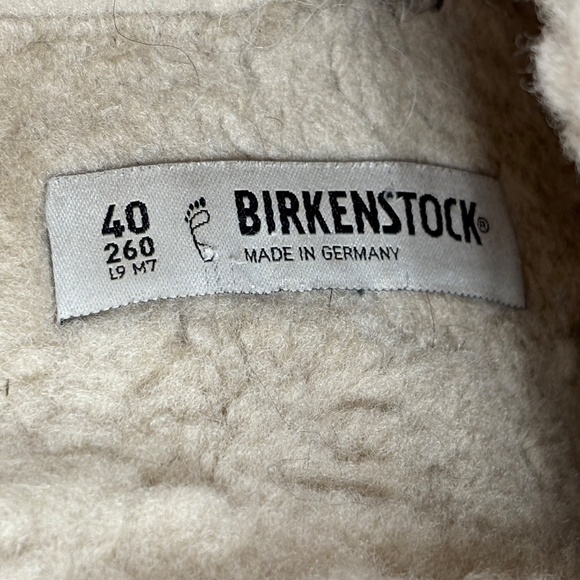 40
260
L9 M7
BIRKENSTOCK®
MADE IN GERMANY